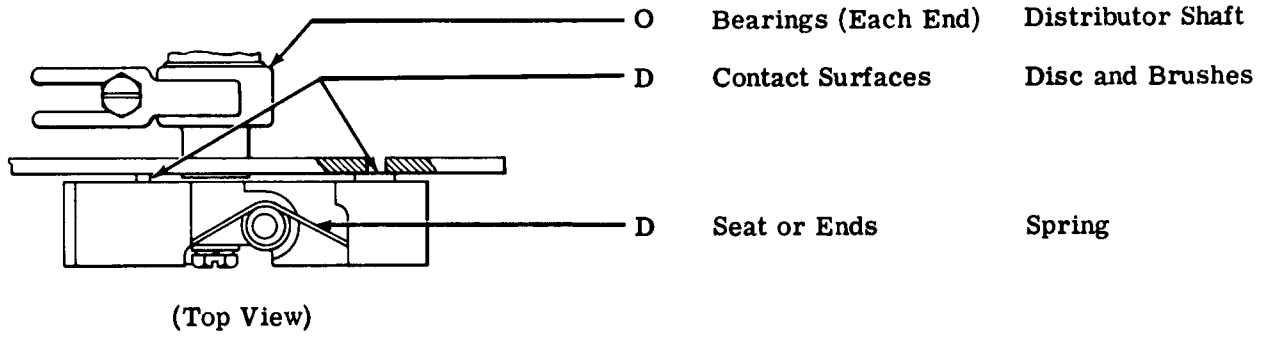 O Bearings (Each End) Distributor Shaft
D Contact Surfaces Disc and Brushes
D Seat or Ends Spring
(Top View)